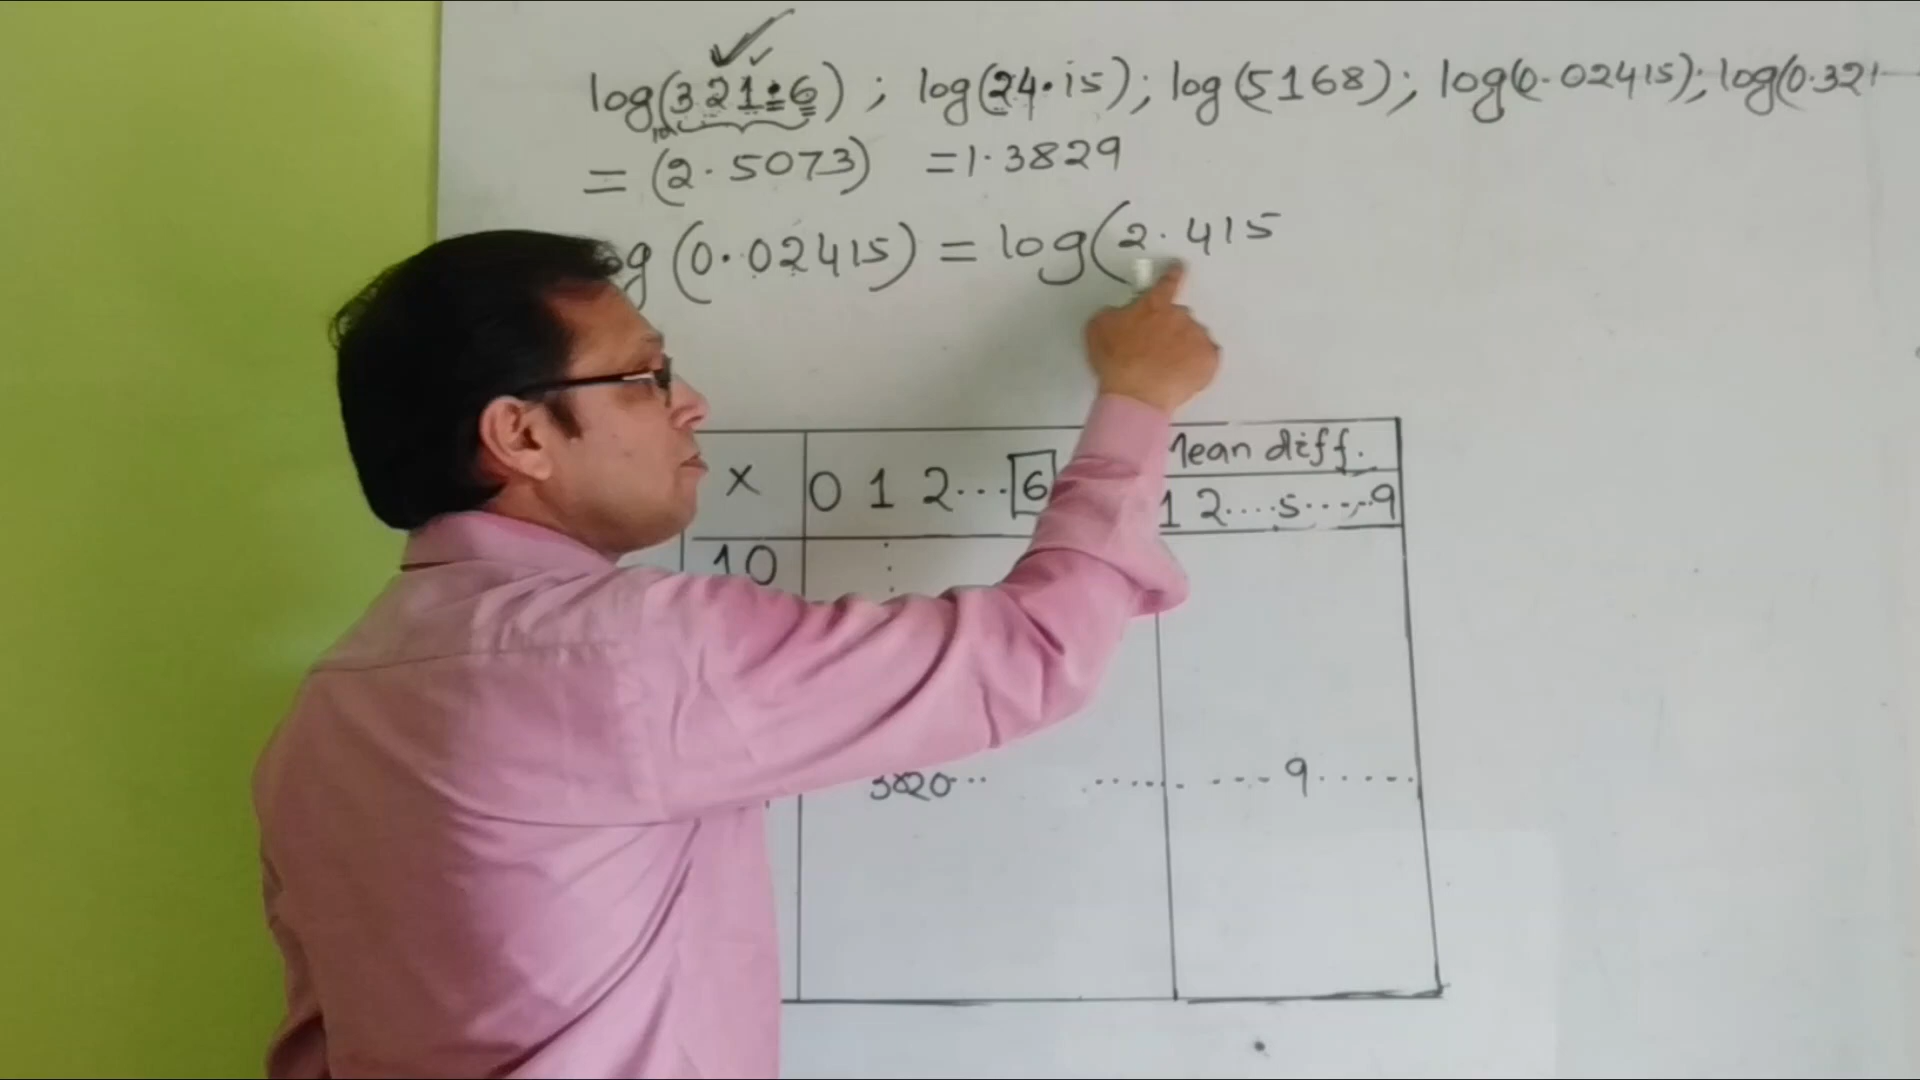 log(321.6) ; log(24.15); log(5168); log(0.02415); log(0.321
= (2.5073) = 1.3829
og (0.02415) = log(2.415
x 0 1 2...6 Mean diff.
1 2....5.....9
10
3820... ..... ...9......